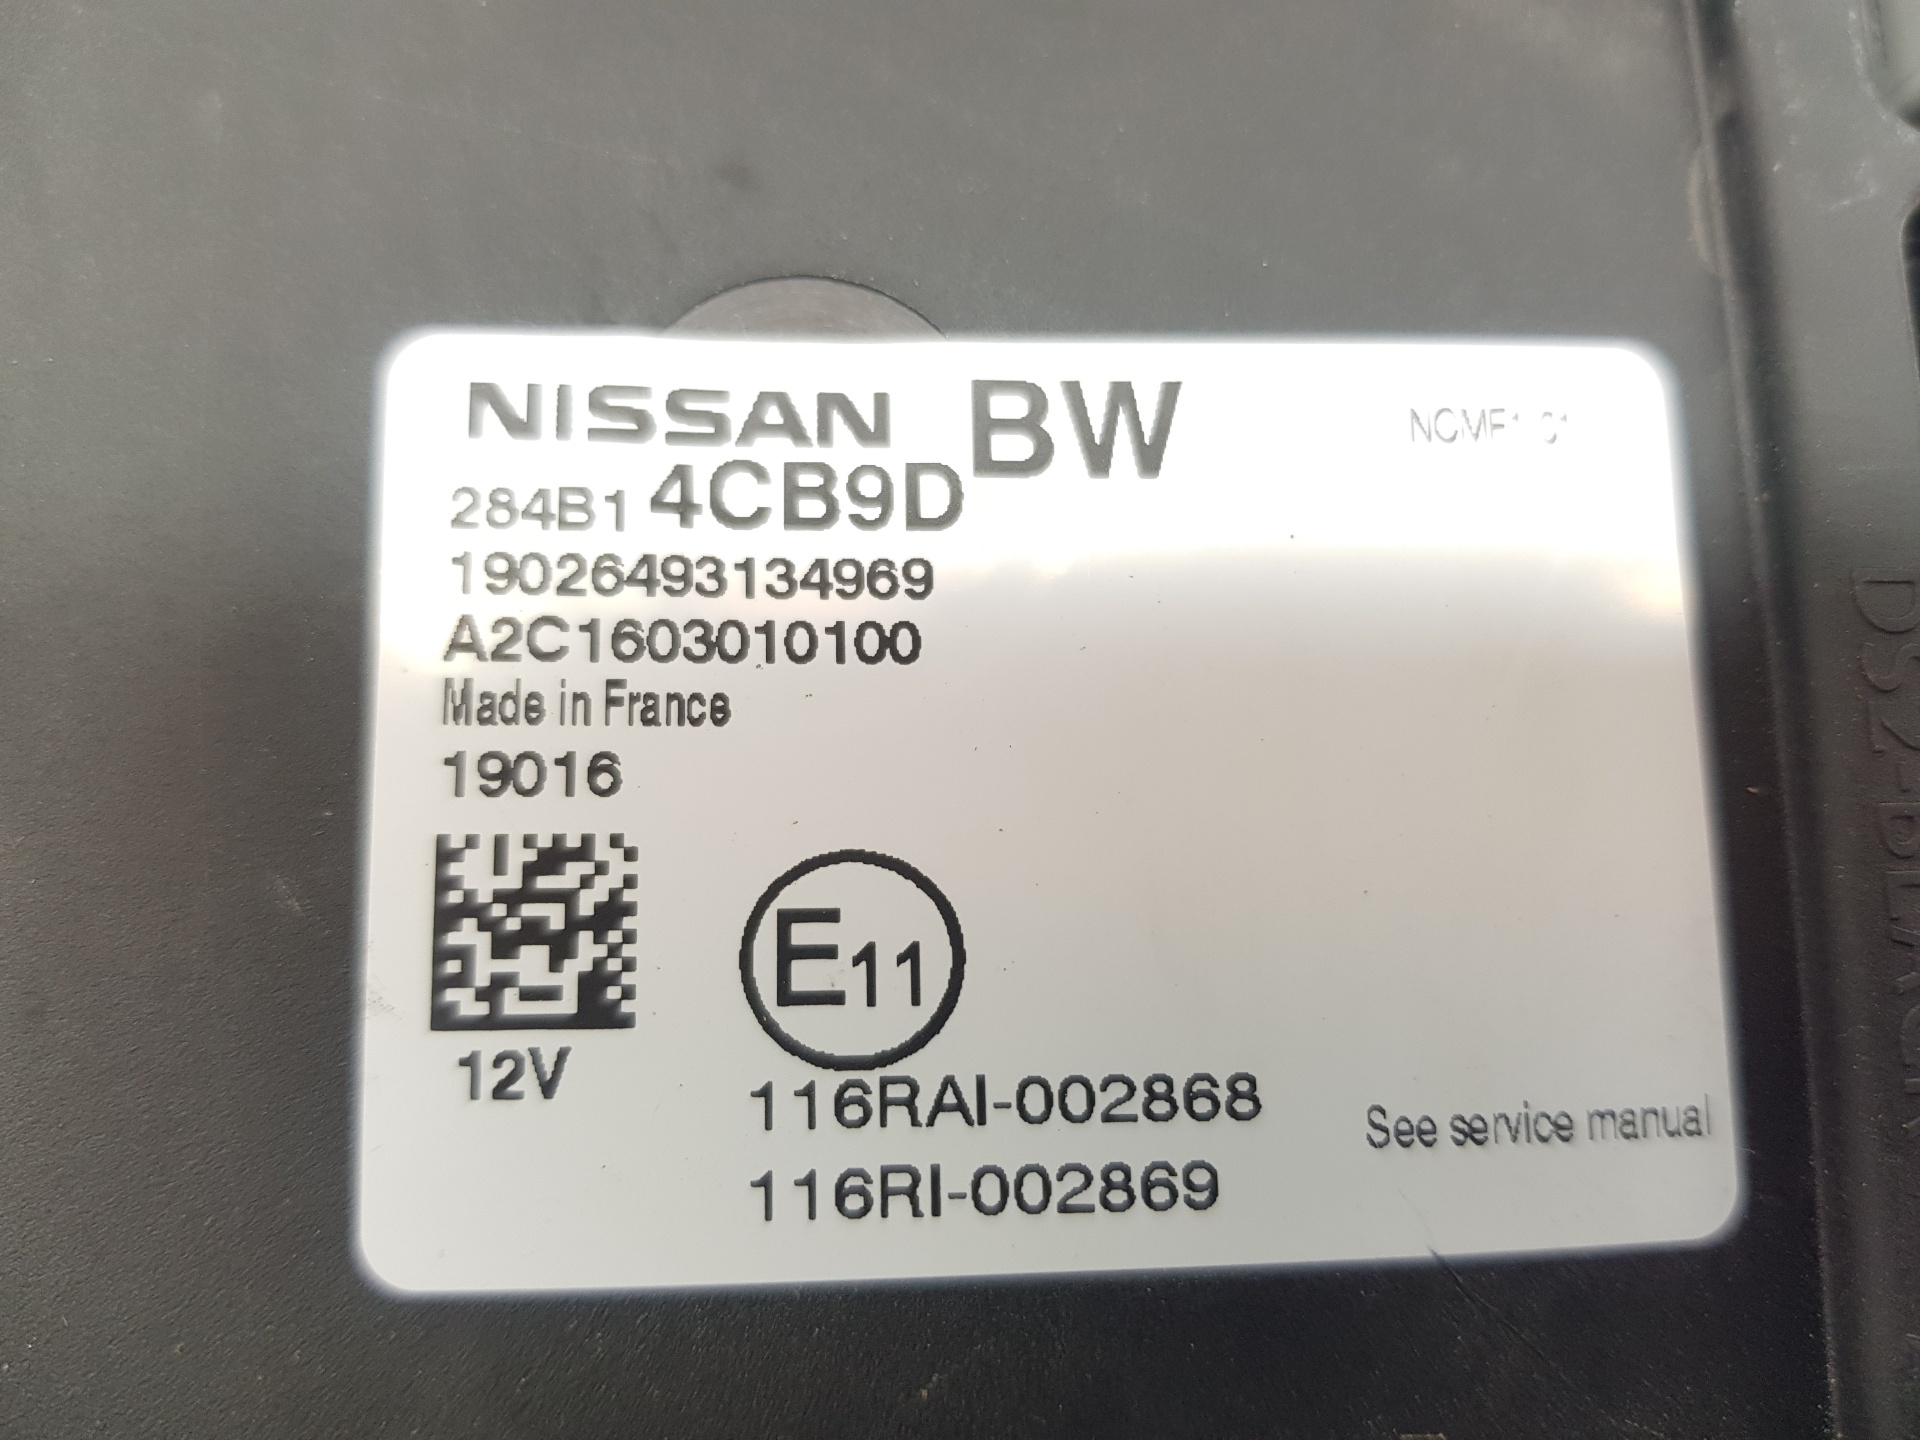 NISSAN BW
284B1 4CB9D
19026493134969
A2C1603010100
Made in France
19016
12V
E11
116RAI-002868
116RI-002869
See service manual